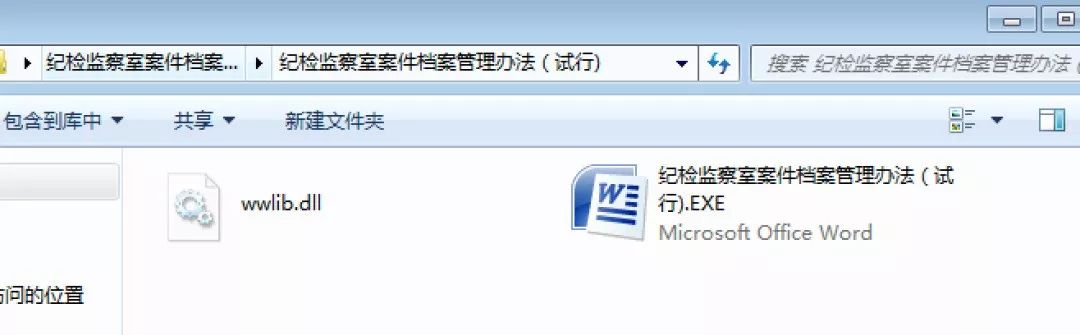 纪检监察室案件档案... 纪检监察室案件档案管理办法（试行) 搜索 纪检监察室案件档案管理办法
包含到库中 共享 新建文件夹
wwlib.dll
纪检监察室案件档案管理办法（试
行).EXE
Microsoft Office Word
问的位置